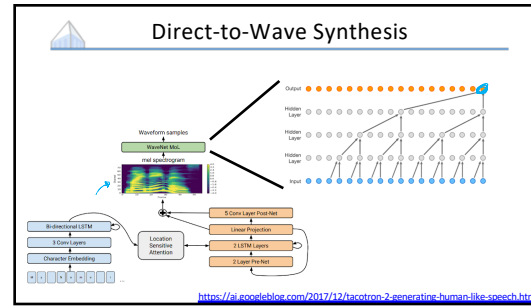 Direct-to-Wave Synthesis
Output
Hidden
Layer
Hidden
Layer
Hidden
Layer
Input
Waveform samples
WaveNet MoL
mel spectrogram
5 Conv Layer Post-Net
Linear Projection
2 LSTM Layers
2 Layer Pre-Net
Location
Sensitive
Attention
Bi-directional LSTM
3 Conv Layers
Character Embedding
https://ai.googleblog.com/2017/12/tacotron-2-generating-human-like-speech.htm